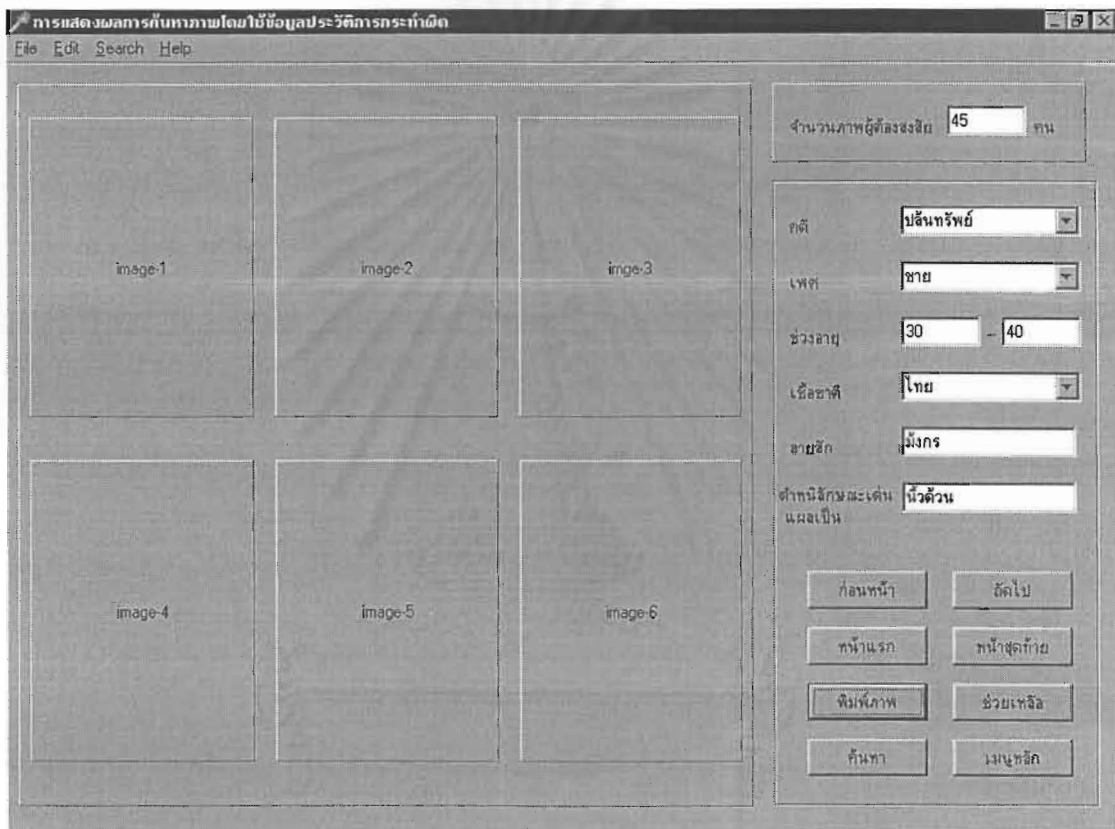 การแสดงผลการค้นหาภาพโดยใช้ข้อมูลประวัติการกระทำผิด
File Edit Search Help
image-1
image-2
imge-3
image-4
image-5
image-6
จำนวนภาพผู้ต้องสงสัย 45 คน
คดี ปล้นทรัพย์
เพศ ชาย
ช่วงอายุ 30 - 40
เชื้อชาติ ไทย
ลายสัก มังกร
ตำหนิลักษณะเด่น นิ้วด้วน
แผลเป็น
ก่อนหน้า ถัดไป
หน้าแรก หน้าสุดท้าย
พิมพ์ภาพ ช่วยเหลือ
ค้นหา เมนูหลัก